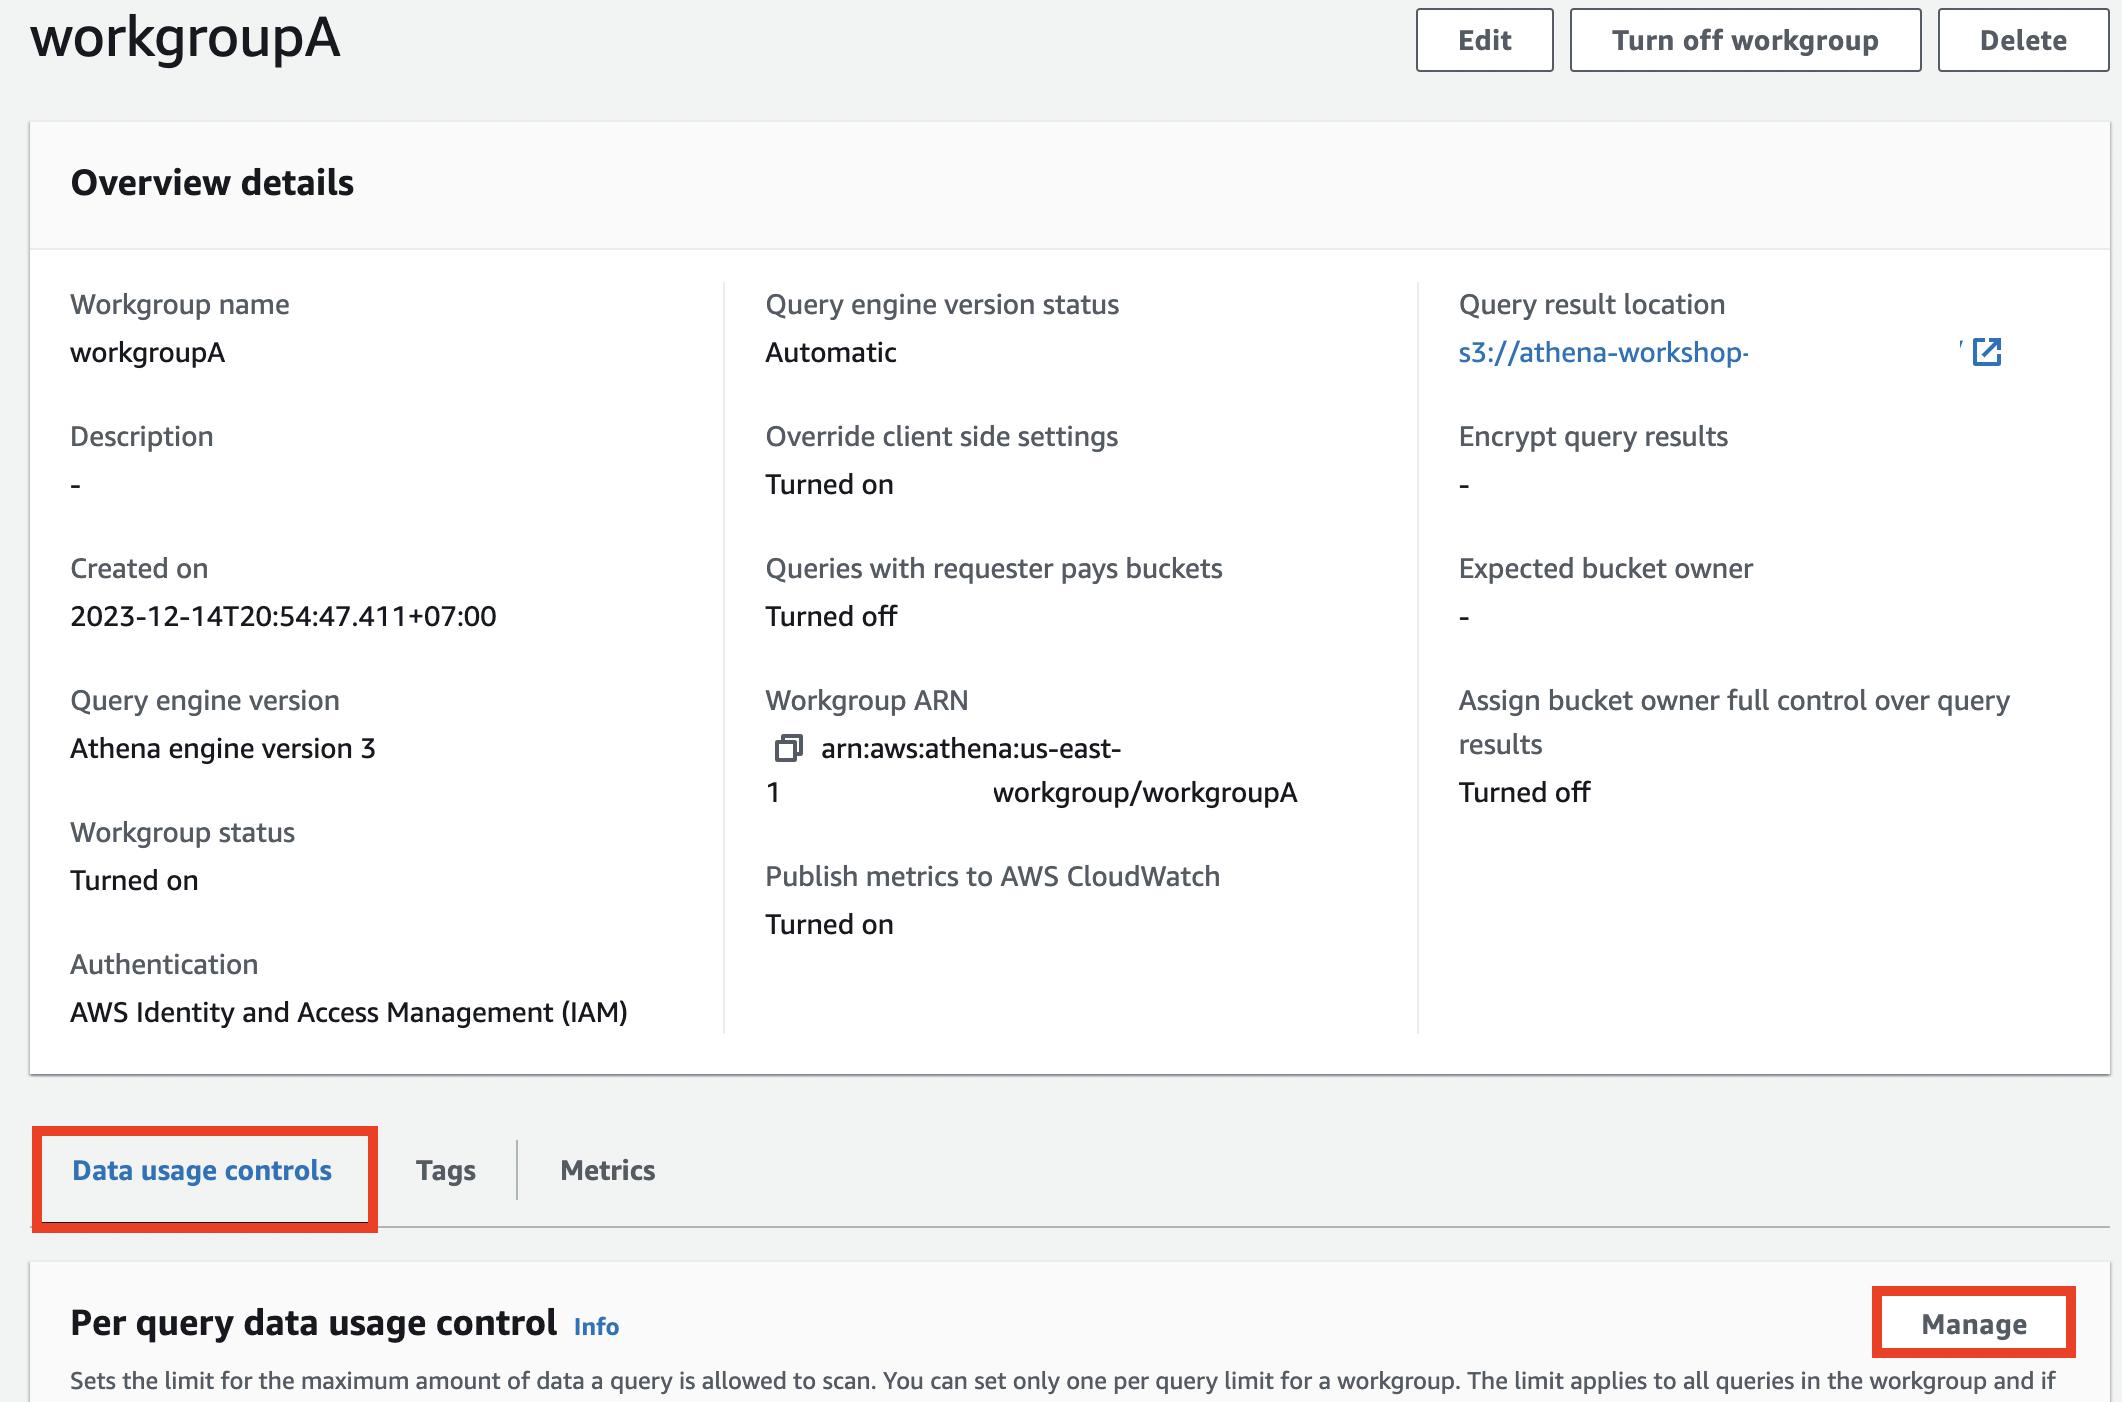 workgroupA
Edit
Turn off workgroup
Delete
Overview details
Workgroup name
workgroupA
Description
-
Created on
2023-12-14T20:54:47.411+07:00
Query engine version
Athena engine version 3
Workgroup status
Turned on
Authentication
AWS Identity and Access Management (IAM)
Query engine version status
Automatic
Override client side settings
Turned on
Queries with requester pays buckets
Turned off
Workgroup ARN
arn:aws:athena:us-east-
1 workgroup/workgroupA
Publish metrics to AWS CloudWatch
Turned on
Query result location
s3://athena-workshop-
Encrypt query results
-
Expected bucket owner
-
Assign bucket owner full control over query
results
Turned off
Data usage controls
Tags
Metrics
Per query data usage control Info
Manage
Sets the limit for the maximum amount of data a query is allowed to scan. You can set only one per query limit for a workgroup. The limit applies to all queries in the workgroup and if